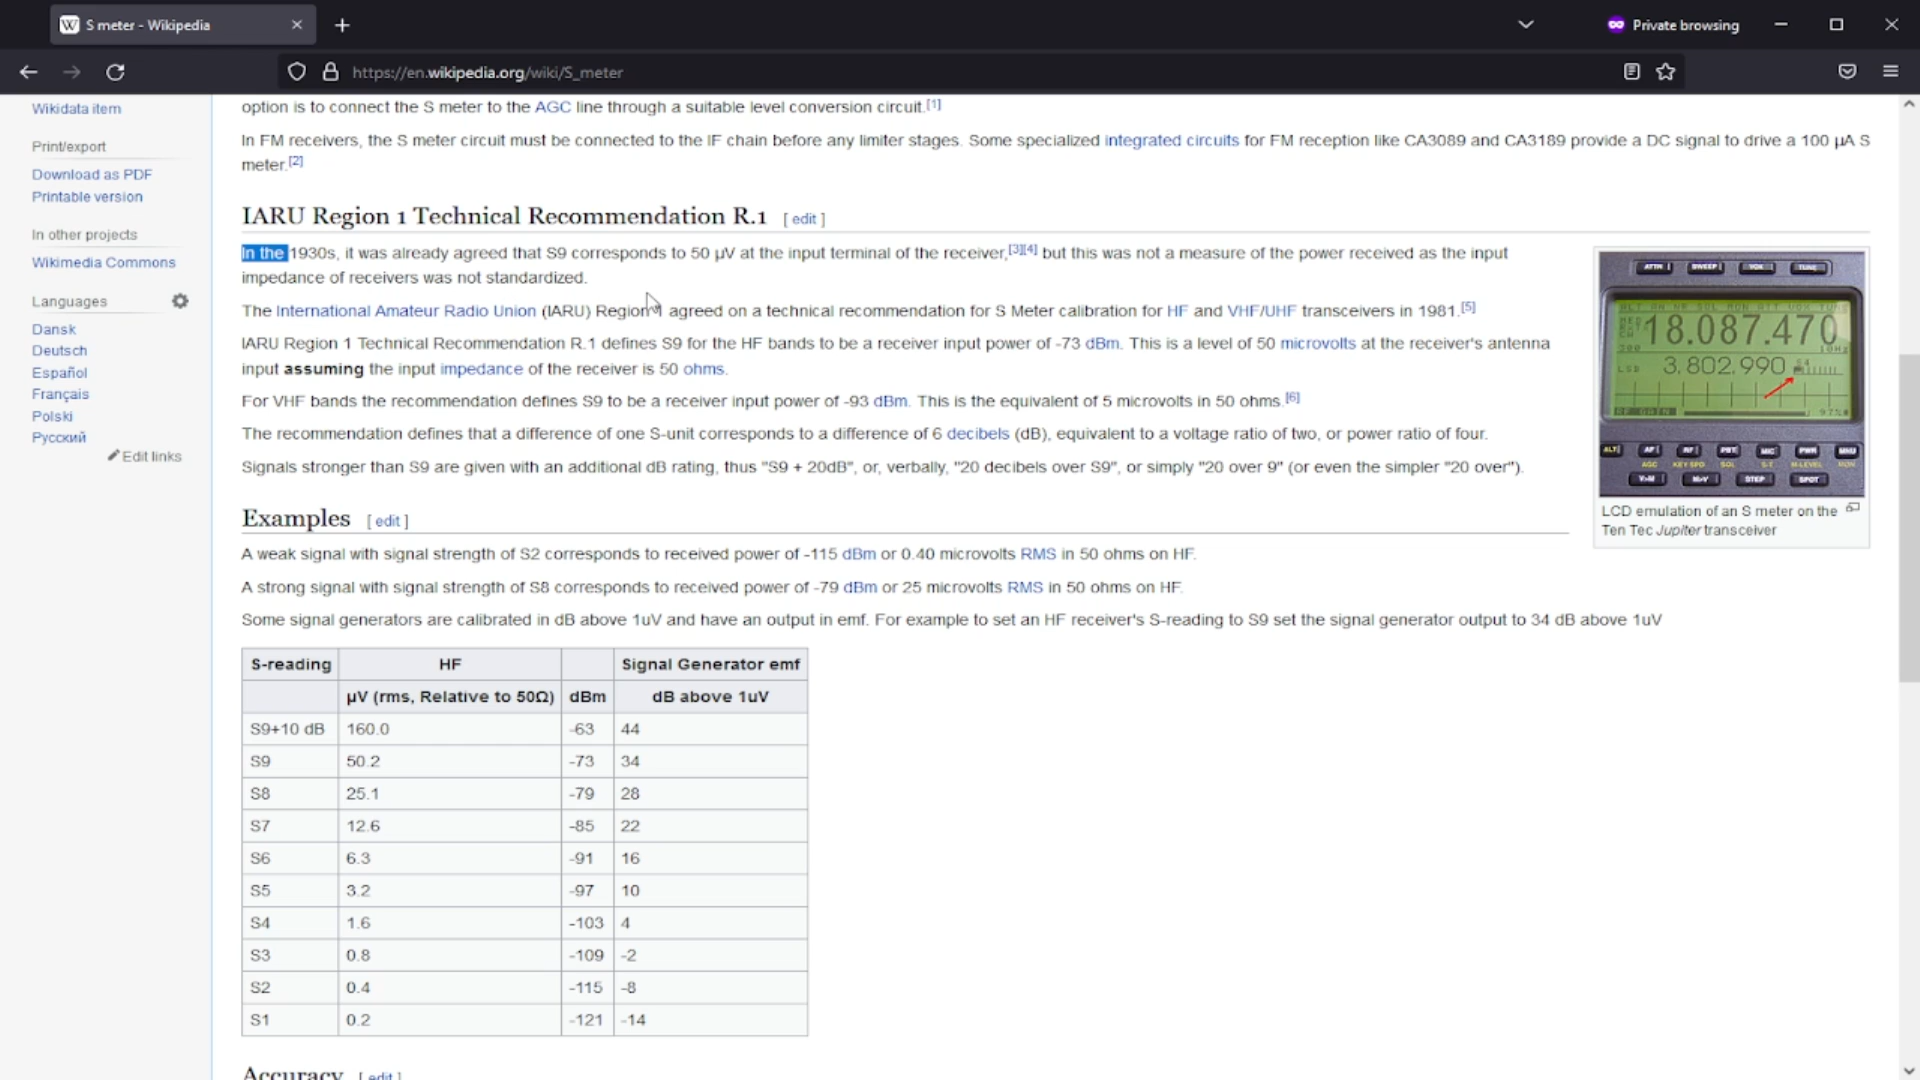 S meter - Wikipedia
Private browsing
https://en.wikipedia.org/wiki/S_meter
Wikidata item
Print/export
Download as PDF
Printable version
In other projects
Wikimedia Commons
Languages
Dansk
Deutsch
Español
Français
Polski
Русский
Edit links
option is to connect the S meter to the AGC line through a suitable level conversion circuit.[1]
In FM receivers, the S meter circuit must be connected to the IF chain before any limiter stages. Some specialized integrated circuits for FM reception like CA3089 and CA3189 provide a DC signal to drive a 100 µA S
meter.[2]
IARU Region 1 Technical Recommendation R.1 [ edit ]
In the 1930s, it was already agreed that S9 corresponds to 50 µV at the input terminal of the receiver,[3][4] but this was not a measure of the power received as the input
impedance of receivers was not standardized.
The International Amateur Radio Union (IARU) Region 1 agreed on a technical recommendation for S Meter calibration for HF and VHF/UHF transceivers in 1981.[5]
IARU Region 1 Technical Recommendation R.1 defines S9 for the HF bands to be a receiver input power of -73 dBm. This is a level of 50 microvolts at the receiver's antenna
input assuming the input impedance of the receiver is 50 ohms.
For VHF bands the recommendation defines S9 to be a receiver input power of -93 dBm. This is the equivalent of 5 microvolts in 50 ohms.[6]
The recommendation defines that a difference of one S-unit corresponds to a difference of 6 decibels (dB), equivalent to a voltage ratio of two, or power ratio of four.
Signals stronger than S9 are given with an additional dB rating, thus "S9 + 20dB", or, verbally, "20 decibels over S9", or simply "20 over 9" (or even the simpler "20 over").
ATTN SWEEP VOX TUNE
18.087.470
3.802.990
ALT AF RF PBT MIC PWR MNU
AGC KEY SPD SQL S-T M-LEVEL MON
V>M M>V STEP SPOT
LCD emulation of an S meter on the
Ten Tec Jupiter transceiver
Examples [ edit ]
A weak signal with signal strength of S2 corresponds to received power of -115 dBm or 0.40 microvolts RMS in 50 ohms on HF.
A strong signal with signal strength of S8 corresponds to received power of -79 dBm or 25 microvolts RMS in 50 ohms on HF.
Some signal generators are calibrated in dB above 1uV and have an output in emf. For example to set an HF receiver's S-reading to S9 set the signal generator output to 34 dB above 1uV
S-reading HF Signal Generator emf
µV (rms, Relative to 50Ω) dBm dB above 1uV
S9+10 dB 160.0 -63 44
S9 50.2 -73 34
S8 25.1 -79 28
S7 12.6 -85 22
S6 6.3 -91 16
S5 3.2 -97 10
S4 1.6 -103 4
S3 0.8 -109 -2
S2 0.4 -115 -8
S1 0.2 -121 -14
Accuracy [ edit ]